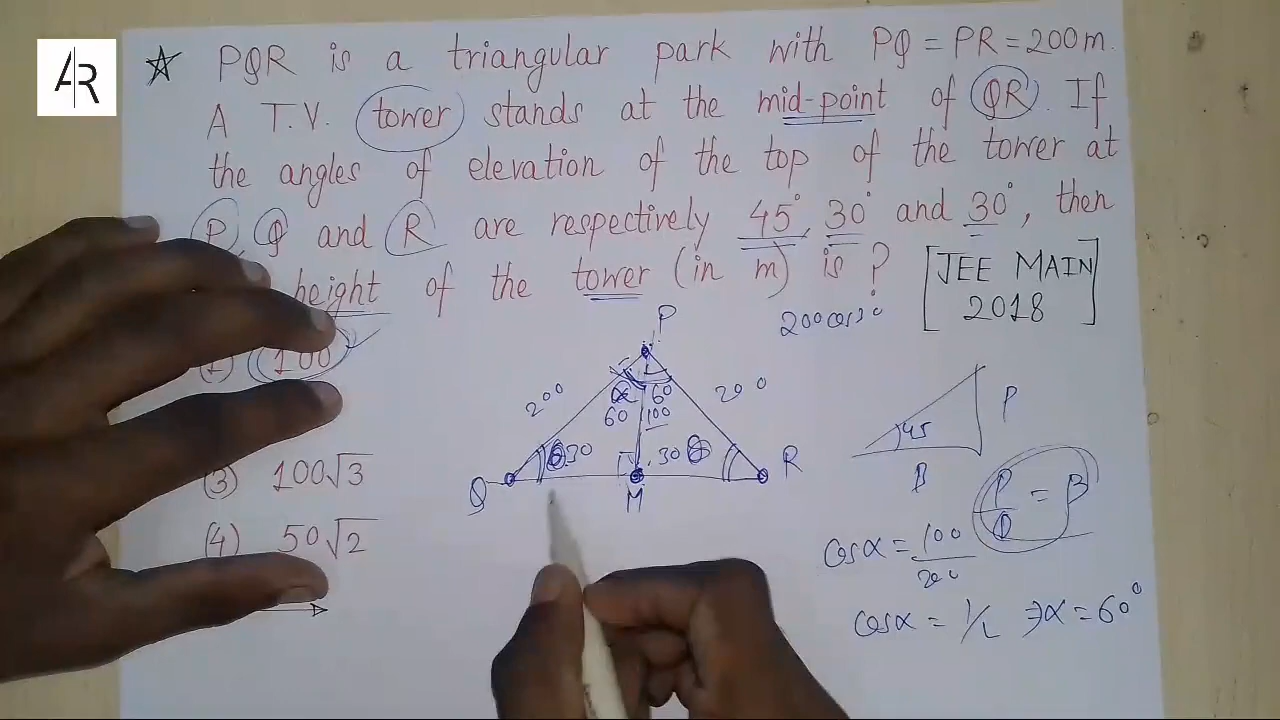 AR
PQR is a triangular park with PQ = PR = 200 m.
A T.V. tower stands at the mid-point of QR. If
the angles of elevation of the top of the tower at
P, Q and R are respectively 45°, 30° and 30°, then
height of the tower (in m) is ?
[JEE MAIN
2018]
(1) 100
(3) 100√3
(4) 50√2
P
200
200
α 60
60 100
30 30
Q M R
45 P
B
P/Q = B
cosα = 100/200
cosα = 1/2 ⇒ α = 60°